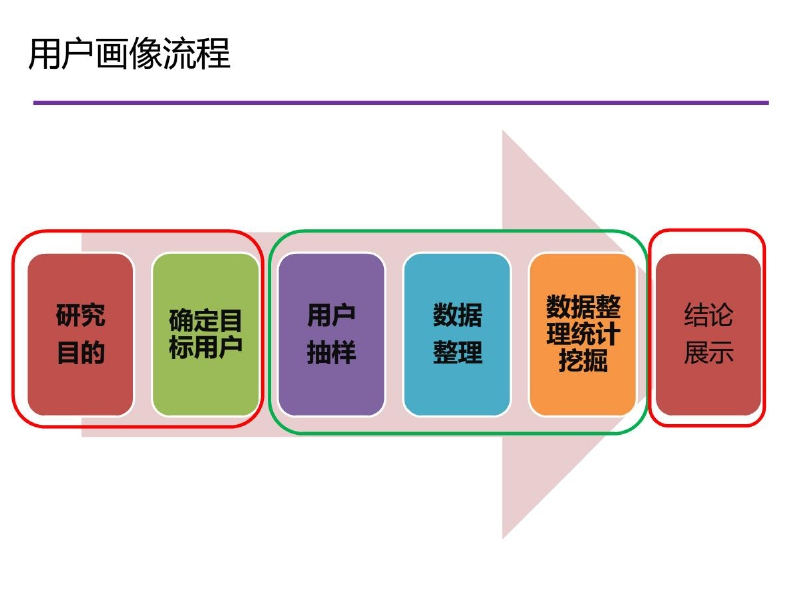 用户画像流程
研究
目的
确定目
标用户
用户
抽样
数据
整理
数据整
理统计
挖掘
结论
展示